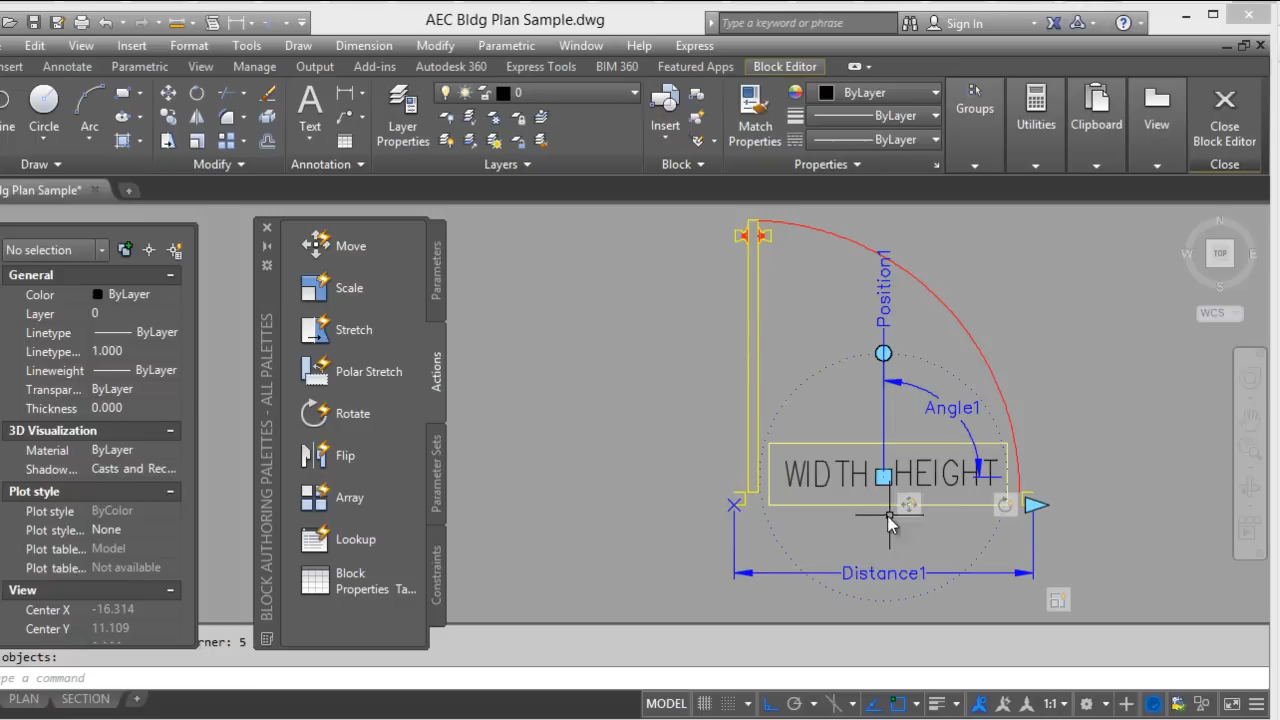 AEC Bldg Plan Sample.dwg
Type a keyword or phrase
Sign In
Edit View Insert Format Tools Draw Dimension Modify Parametric Window Help Express
nsert Annotate Parametric View Manage Output Add-ins Autodesk 360 Express Tools BIM 360 Featured Apps Block Editor
ine Circle Arc
Text
Layer
Properties
0
Insert
Match
Properties
ByLayer
ByLayer
ByLayer
Groups
Utilities
Clipboard
View
Close
Block Editor
Draw Modify Annotation Layers Block Properties Close
ldg Plan Sample*
No selection
General
Color ByLayer
Layer 0
Linetype ByLayer
Linetype... 1.000
Lineweight ByLayer
Transpar... ByLayer
Thickness 0.000
3D Visualization
Material ByLayer
Shadow... Casts and Rec...
Plot style
Plot style ByColor
Plot style... None
Plot table... Model
Plot table... Not available
View
Center X -16.314
Center Y 11.109
BLOCK AUTHORING PALETTES - ALL PALETTES
Move
Scale
Stretch
Polar Stretch
Rotate
Flip
Array
Lookup
Block
Properties Ta...
Parameters
Actions
Parameter Sets
Constraints
Position1
Angle1
WIDTH HEIGHT
Distance1
N
W TOP E
S
WCS
rner: 5
objects:
pe a command
PLAN SECTION
MODEL 1:1